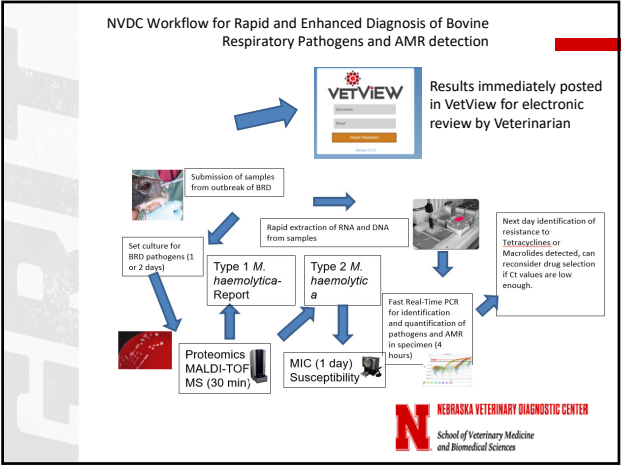 NVDC Workflow for Rapid and Enhanced Diagnosis of Bovine
Respiratory Pathogens and AMR detection
VETVIEW
Username
Reset Password
Results immediately posted
in VetView for electronic
review by Veterinarian
Submission of samples
from outbreak of BRD
Rapid extraction of RNA and DNA
from samples
Next day identification of
resistance to
Tetracyclines or
Macrolides detected, can
reconsider drug selection
if Ct values are low
enough.
Set culture for
BRD pathogens (1
or 2 days)
Type 1 M.
haemolytica-
Report
Type 2 M.
haemolytic
a
Fast Real-Time PCR
for identification
and quantification of
pathogens and AMR
in specimen (4
hours)
Proteomics
MALDI-TOF
MS (30 min)
MIC (1 day)
Susceptibility
GRIT
N
NEBRASKA VETERINARY DIAGNOSTIC CENTER
School of Veterinary Medicine
and Biomedical Sciences